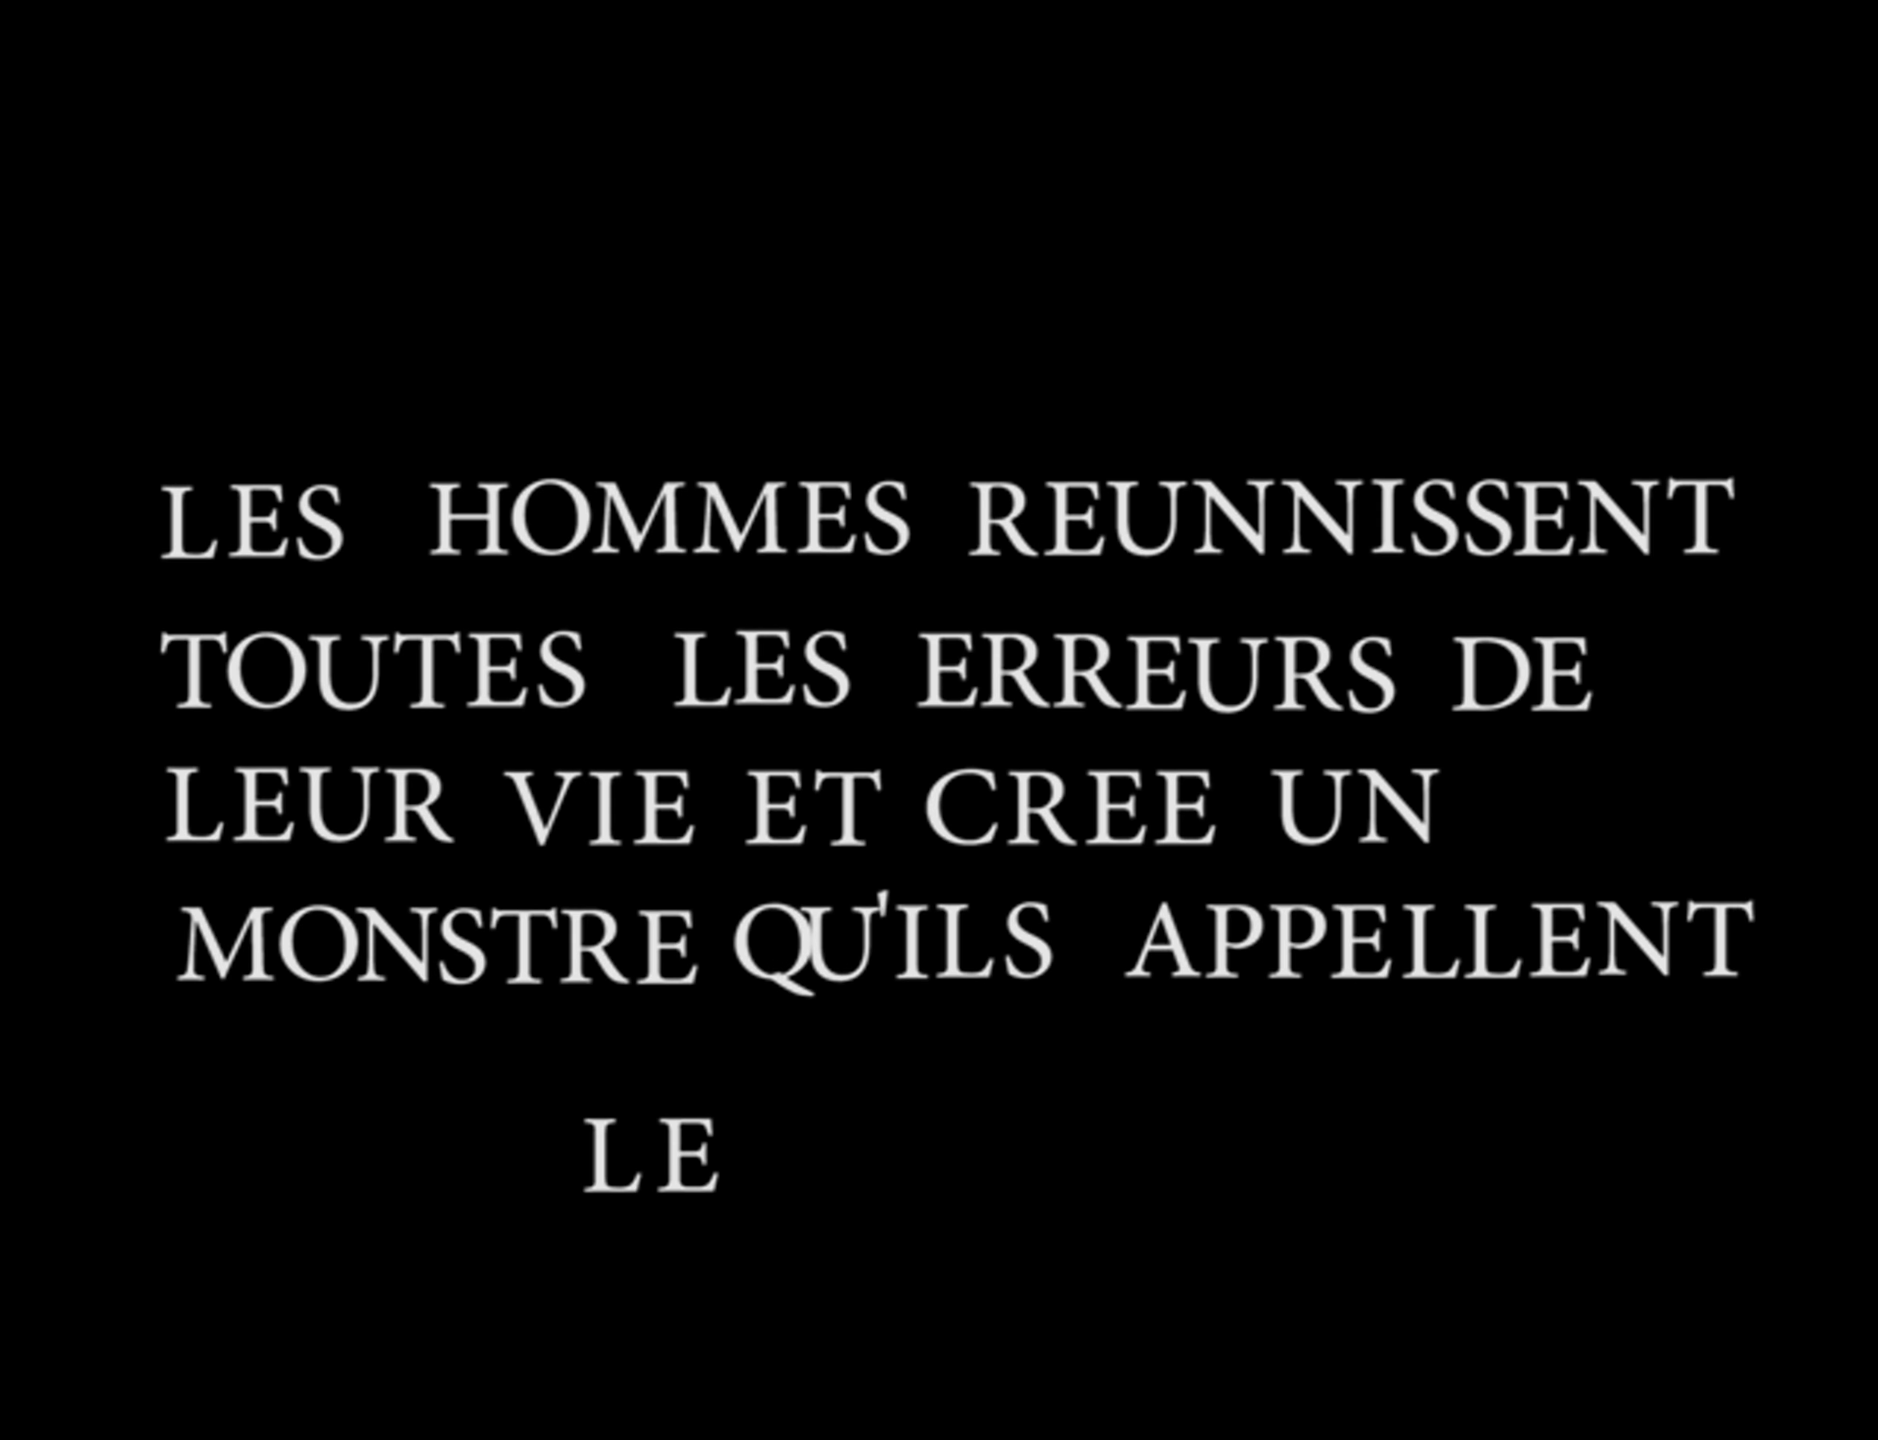 LES HOMMES REUNNISSENT
TOUTES LES ERREURS DE
LEUR VIE ET CREE UN
MONSTRE QU'ILS APPELLENT
LE